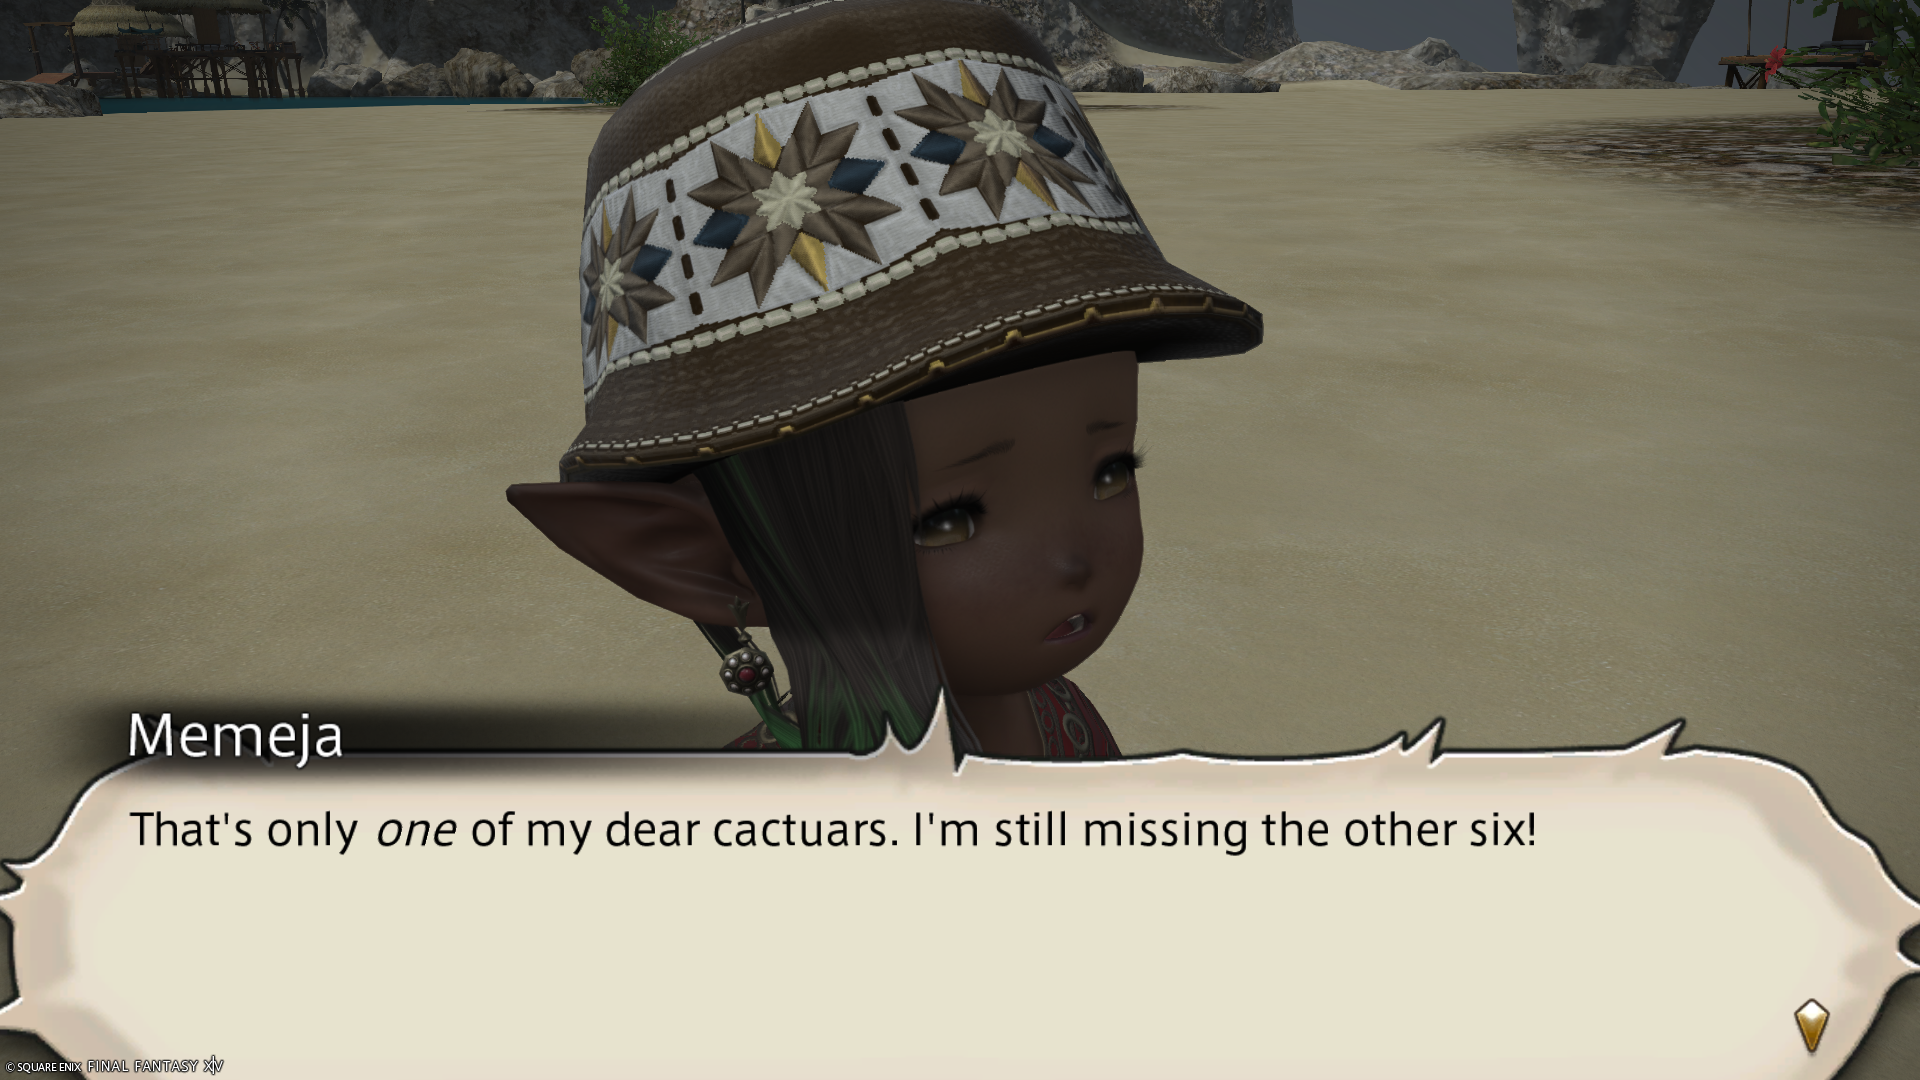 Memeja
That's only one of my dear cactuars. I'm still missing the other six!
© SQUARE ENIX FINAL FANTASY XIV